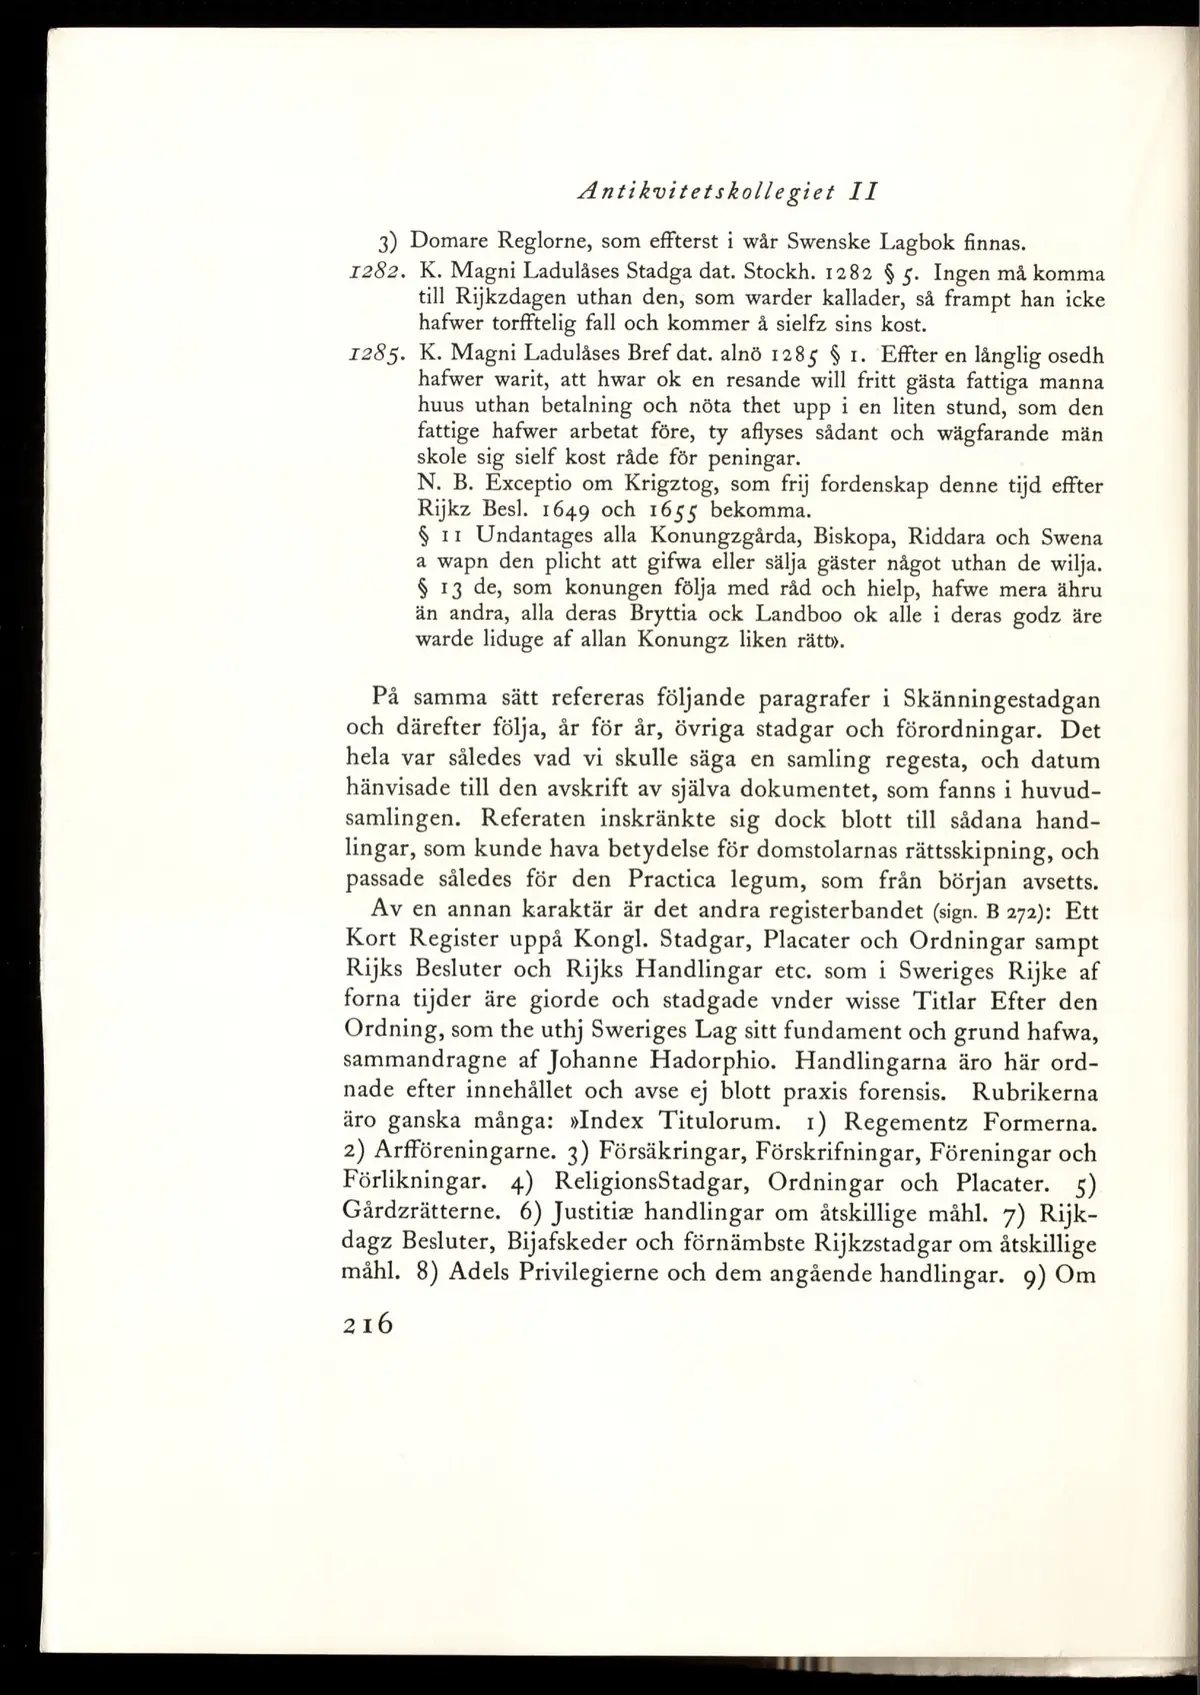 Antikvitetskollegiet II
3) Domare Reglorne, som effterst i wår Swenske Lagbok finnas.
1282. K. Magni Ladulåses Stadga dat. Stockh. 1282 § 5. Ingen må komma
till Rijkzdagen uthan den, som warder kallader, så frampt han icke
hafwer torfftelig fall och kommer å sielfz sins kost.
1285. K. Magni Ladulåses Bref dat. alnö 1285 § 1. Effter en långlig osedh
hafwer warit, att hwar ok en resande will fritt gästa fattiga manna
huus uthan betalning och nöta thet upp i en liten stund, som den
fattige hafwer arbetat före, ty aflyses sådant och wägfarande män
skole sig sielf kost råde för peningar.
N. B. Exceptio om Krigztog, som frij fordenskap denne tijd effter
Rijkz Besl. 1649 och 1655 bekomma.
§ 11 Undantages alla Konungzgårda, Biskopa, Riddara och Swena
a wapn den plicht att gifwa eller sälja gäster något uthan de wilja.
§ 13 de, som konungen följa med råd och hielp, hafwe mera ähru
än andra, alla deras Bryttia ock Landboo ok alle i deras godz äre
warde liduge af allan Konungz liken rätt».
På samma sätt refereras följande paragrafer i Skänningestadgan
och därefter följa, år för år, övriga stadgar och förordningar. Det
hela var således vad vi skulle säga en samling regesta, och datum
hänvisade till den avskrift av själva dokumentet, som fanns i huvud-
samlingen. Referaten inskränkte sig dock blott till sådana hand-
lingar, som kunde hava betydelse för domstolarnas rättsskipning, och
passade således för den Practica legum, som från början avsetts.
Av en annan karaktär är det andra registerbandet (sign. B 272): Ett
Kort Register uppå Kongl. Stadgar, Placater och Ordningar sampt
Rijks Besluter och Rijks Handlingar etc. som i Sweriges Rijke af
forna tijder äre giorde och stadgade vnder wisse Titlar Efter den
Ordning, som the uthj Sweriges Lag sitt fundament och grund hafwa,
sammandragne af Johanne Hadorphio. Handlingarna äro här ord-
nade efter innehållet och avse ej blott praxis forensis. Rubrikerna
äro ganska många: »Index Titulorum. 1) Regementz Formerna.
2) Arfföreningarne. 3) Försäkringar, Förskrifningar, Föreningar och
Förlikningar. 4) ReligionsStadgar, Ordningar och Placater. 5)
Gårdzrätterne. 6) Justitiæ handlingar om åtskillige måhl. 7) Rijk-
dagz Besluter, Bijafskeder och förnämbste Rijkzstadgar om åtskillige
måhl. 8) Adels Privilegierne och dem angående handlingar. 9) Om
216